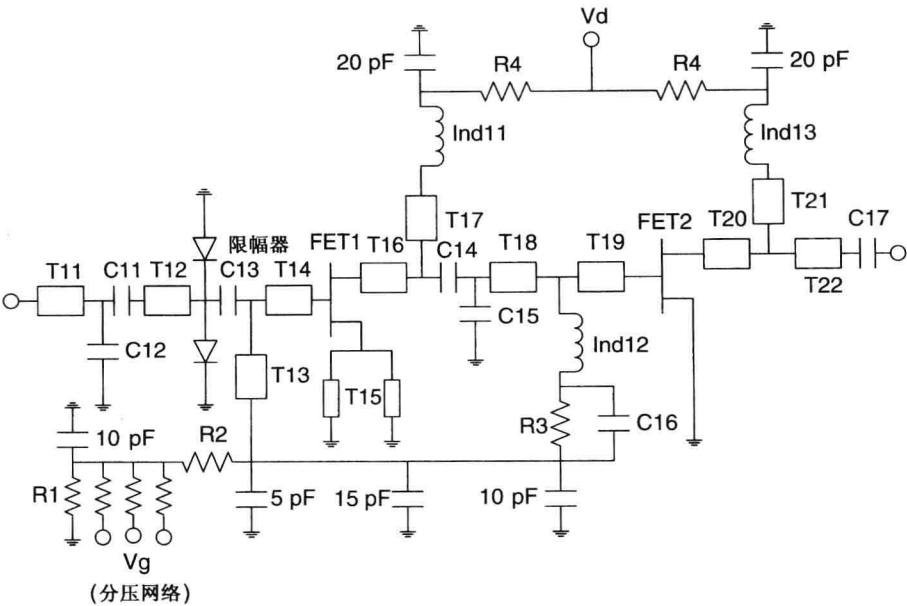 Vd
20 pF
R4
R4
20 pF
Ind11
Ind13
T17
T21
限幅器
FET1
T16
C14
T18
T19
FET2
T20
C17
T11
C11
T12
C13
T14
T22
C12
C15
Ind12
T13
T15
R3
C16
10 pF
R2
R1
5 pF
15 pF
10 pF
Vg
(分压网络)